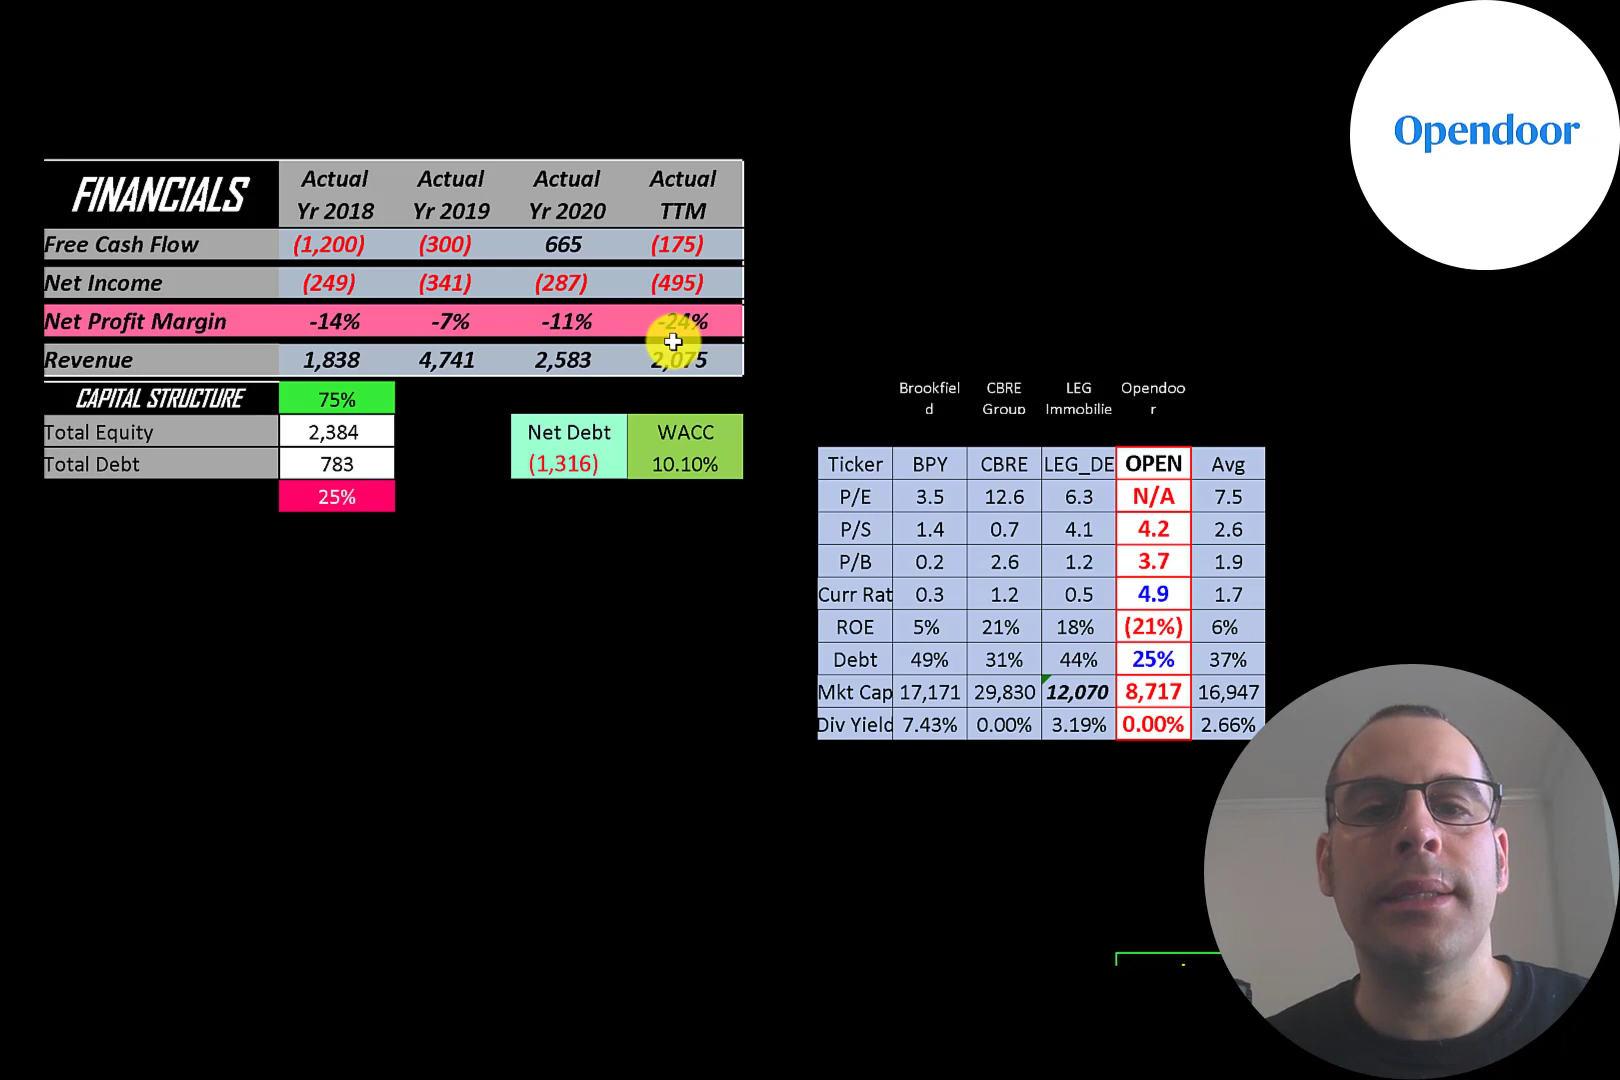 Opendoor
FINANCIALS Actual Yr 2018 Actual Yr 2019 Actual Yr 2020 Actual TTM
Free Cash Flow (1,200) (300) 665 (175)
Net Income (249) (341) (287) (495)
Net Profit Margin -14% -7% -11% -24%
Revenue 1,838 4,741 2,583 2,075
CAPITAL STRUCTURE 75%
Total Equity 2,384 Net Debt WACC
Total Debt 783 (1,316) 10.10%
25%
Brookfiel d CBRE Group LEG Immobilie Opendoo r
Ticker BPY CBRE LEG_DE OPEN Avg
P/E 3.5 12.6 6.3 N/A 7.5
P/S 1.4 0.7 4.1 4.2 2.6
P/B 0.2 2.6 1.2 3.7 1.9
Curr Rat 0.3 1.2 0.5 4.9 1.7
ROE 5% 21% 18% (21%) 6%
Debt 49% 31% 44% 25% 37%
Mkt Cap 17,171 29,830 12,070 8,717 16,947
Div Yield 7.43% 0.00% 3.19% 0.00% 2.66%